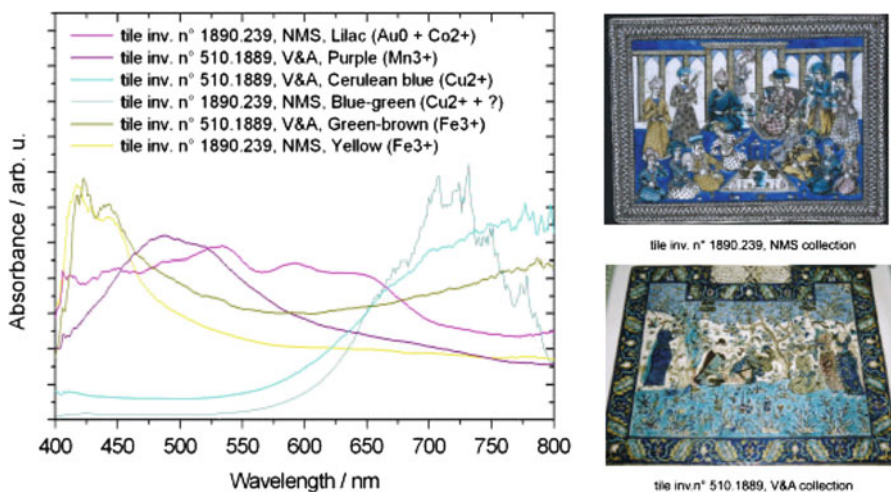 tile inv. n° 1890.239, NMS, Lilac (Au0 + Co2+)
tile inv. n° 510.1889, V&A, Purple (Mn3+)
tile inv. n° 510.1889, V&A, Cerulean blue (Cu2+)
tile inv. n° 1890.239, NMS, Blue-green (Cu2+ + ?)
tile inv. n° 510.1889, V&A, Green-brown (Fe3+)
tile inv. n° 1890.239, NMS, Yellow (Fe3+)
Absorbance / arb. u.
400 450 500 550 600 650 700 750 800
Wavelength / nm
tile inv. n° 1890.239, NMS collection
tile inv.n° 510.1889, V&A collection